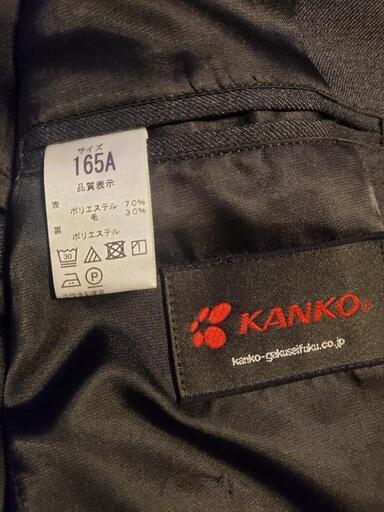 サイズ
165A
品質表示
表 ポリエステル 70%
毛 30%
裏 ポリエステル
30
P
KANKO®
kanko-gakuseifuku.co.jp